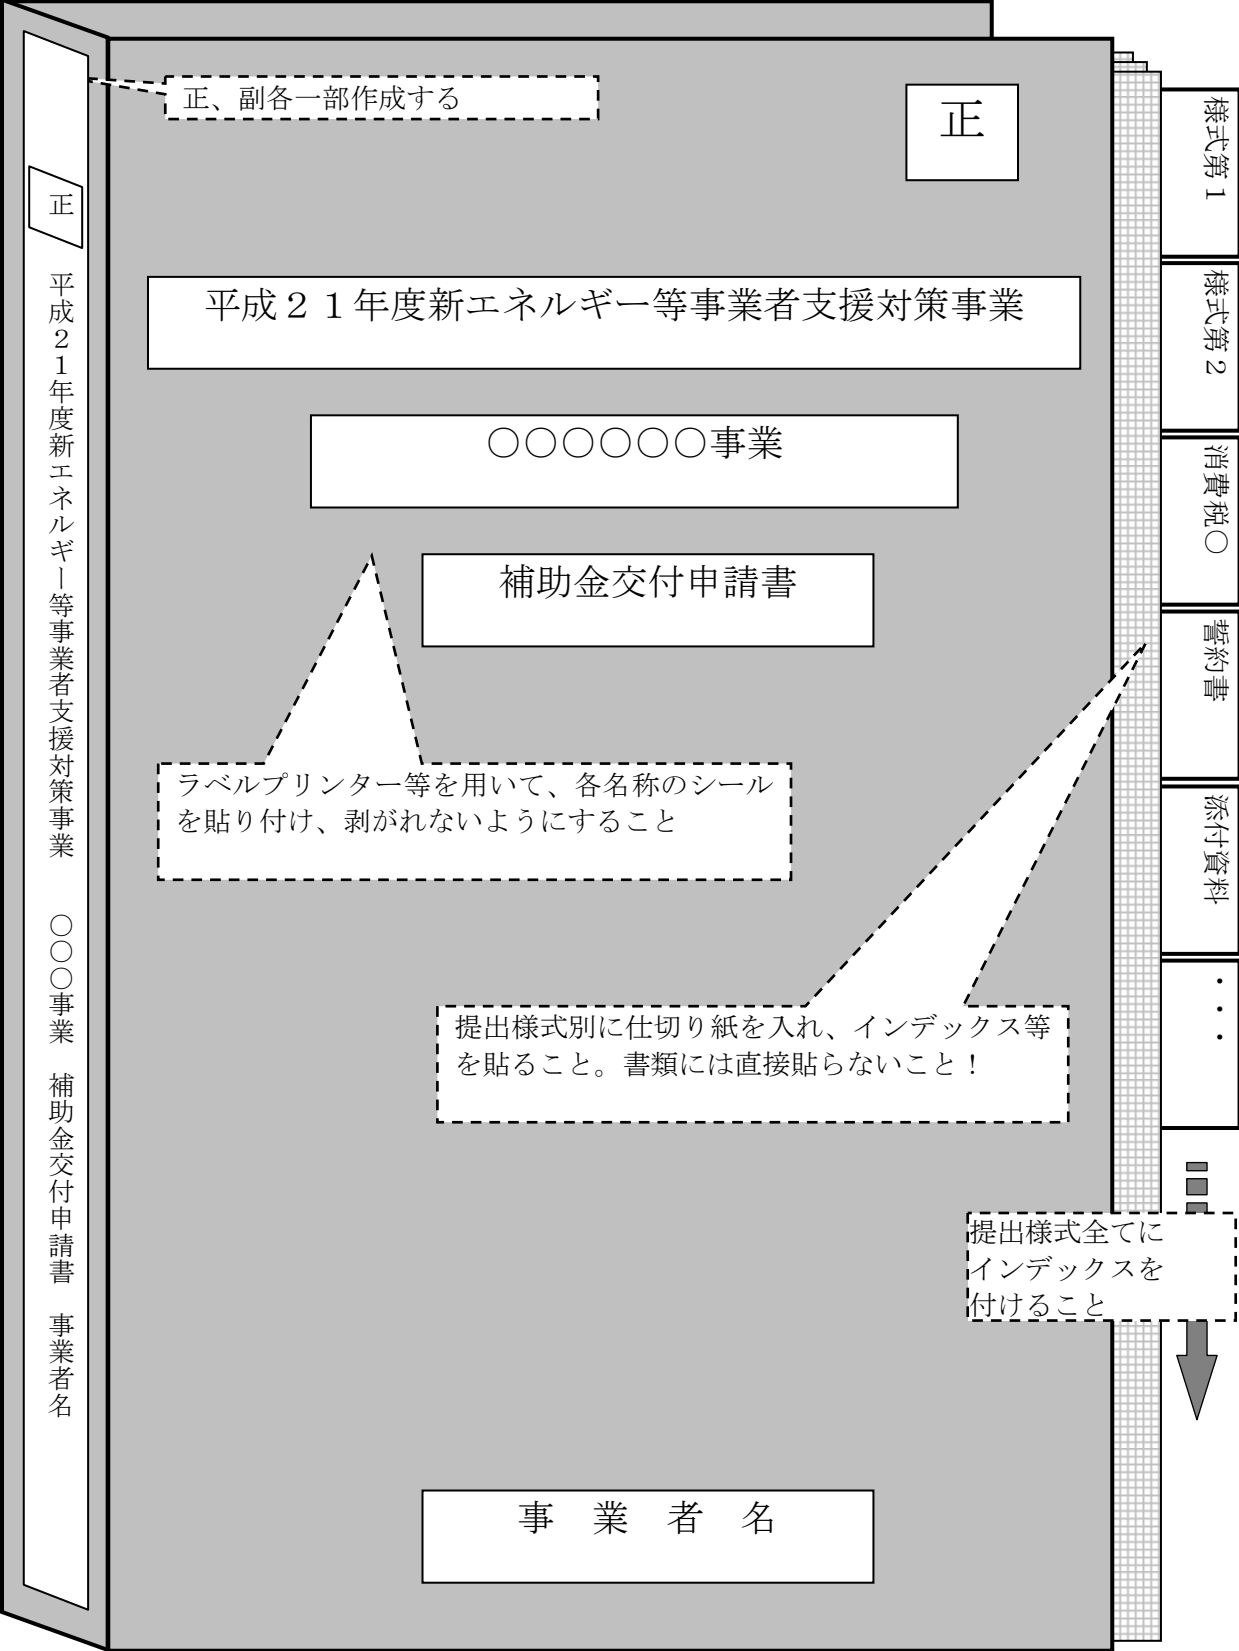 正、副各一部作成する
正
平成２１年度新エネルギー等事業者支援対策事業
○○○○○○事業
補助金交付申請書
ラベルプリンター等を用いて、各名称のシール
を貼り付け、剥がれないようにすること
提出様式別に仕切り紙を入れ、インデックス等
を貼ること。書類には直接貼らないこと！
提出様式全てに
インデックスを
付けること
事　業　者　名
正
平成２１年度新エネルギー等事業者支援対策事業　　○○○事業　補助金交付申請書　事業者名
様式第１
様式第２
消費税○
誓約書
添付資料
・・・